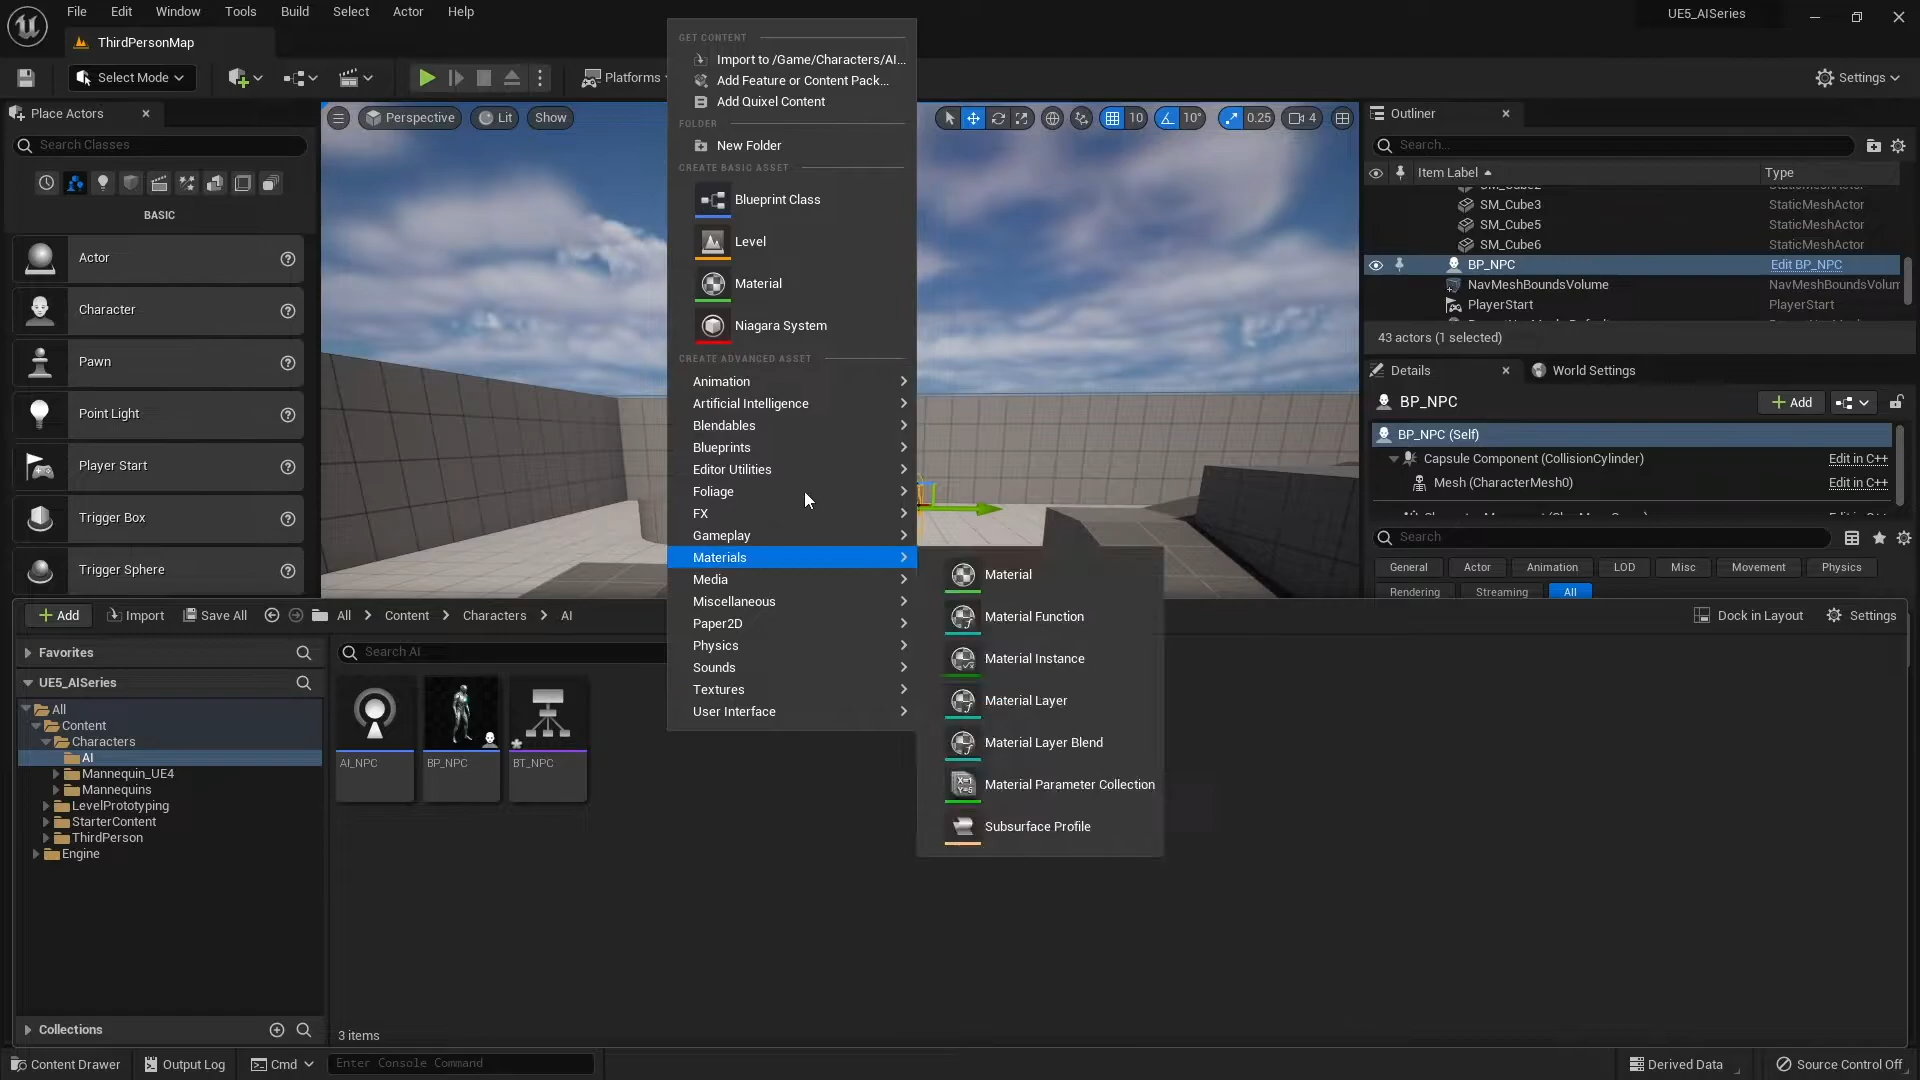 File Edit Window Tools Build Select Actor Help
UE5_AISeries
ThirdPersonMap
Select Mode
Platforms
Settings
Place Actors
Search Classes
BASIC
Actor
Character
Pawn
Point Light
Player Start
Trigger Box
Trigger Sphere
Perspective Lit Show
10 10° 0.25 4
GET CONTENT
Import to /Game/Characters/AI...
Add Feature or Content Pack...
Add Quixel Content
FOLDER
New Folder
CREATE BASIC ASSET
Blueprint Class
Level
Material
Niagara System
CREATE ADVANCED ASSET
Animation
Artificial Intelligence
Blendables
Blueprints
Editor Utilities
Foliage
FX
Gameplay
Materials
Media
Miscellaneous
Paper2D
Physics
Sounds
Textures
User Interface
Material
Material Function
Material Instance
Material Layer
Material Layer Blend
Material Parameter Collection
Subsurface Profile
Outliner
Search...
Item Label Type
SM_Cube2 StaticMeshActor
SM_Cube3 StaticMeshActor
SM_Cube5 StaticMeshActor
SM_Cube6 StaticMeshActor
BP_NPC Edit BP_NPC
NavMeshBoundsVolume NavMeshBoundsVolum
PlayerStart PlayerStart
43 actors (1 selected)
Details World Settings
BP_NPC Add
BP_NPC (Self)
Capsule Component (CollisionCylinder) Edit in C++
Mesh (CharacterMesh0) Edit in C++
Search
General Actor Animation LOD Misc Movement Physics
Rendering Streaming All
Add Import Save All All Content Characters AI
Dock in Layout Settings
Favorites
UE5_AISeries
All
Content
Characters
AI
Mannequin_UE4
Mannequins
LevelPrototyping
StarterContent
ThirdPerson
Engine
Collections
Search AI
AI_NPC BP_NPC BT_NPC
3 items
Content Drawer Output Log Cmd Enter Console Command
Derived Data Source Control Off